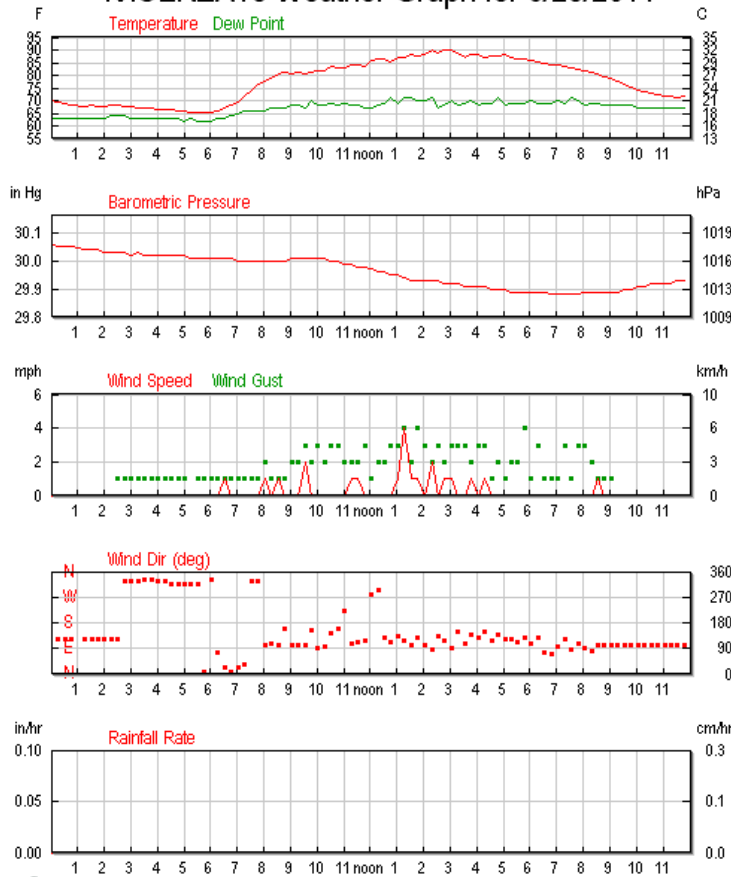 Weather Graph for
F Temperature Dew Point C
95 35
90 32
85 29
80 27
75 24
70 21
65 18
60 16
55 13
1 2 3 4 5 6 7 8 9 10 11 noon 1 2 3 4 5 6 7 8 9 10 11
in Hg Barometric Pressure hPa
30.1 1019
30.0 1016
29.9 1013
29.8 1009
1 2 3 4 5 6 7 8 9 10 11 noon 1 2 3 4 5 6 7 8 9 10 11
mph Wind Speed Wind Gust km/h
6 10
4 6
2 3
0 0
1 2 3 4 5 6 7 8 9 10 11 noon 1 2 3 4 5 6 7 8 9 10 11
Wind Dir (deg)
N 360
W 270
S 180
E 90
N 0
1 2 3 4 5 6 7 8 9 10 11 noon 1 2 3 4 5 6 7 8 9 10 11
in/hr Rainfall Rate cm/hr
0.10 0.3
0.05 0.1
0.00 0.0
1 2 3 4 5 6 7 8 9 10 11 noon 1 2 3 4 5 6 7 8 9 10 11